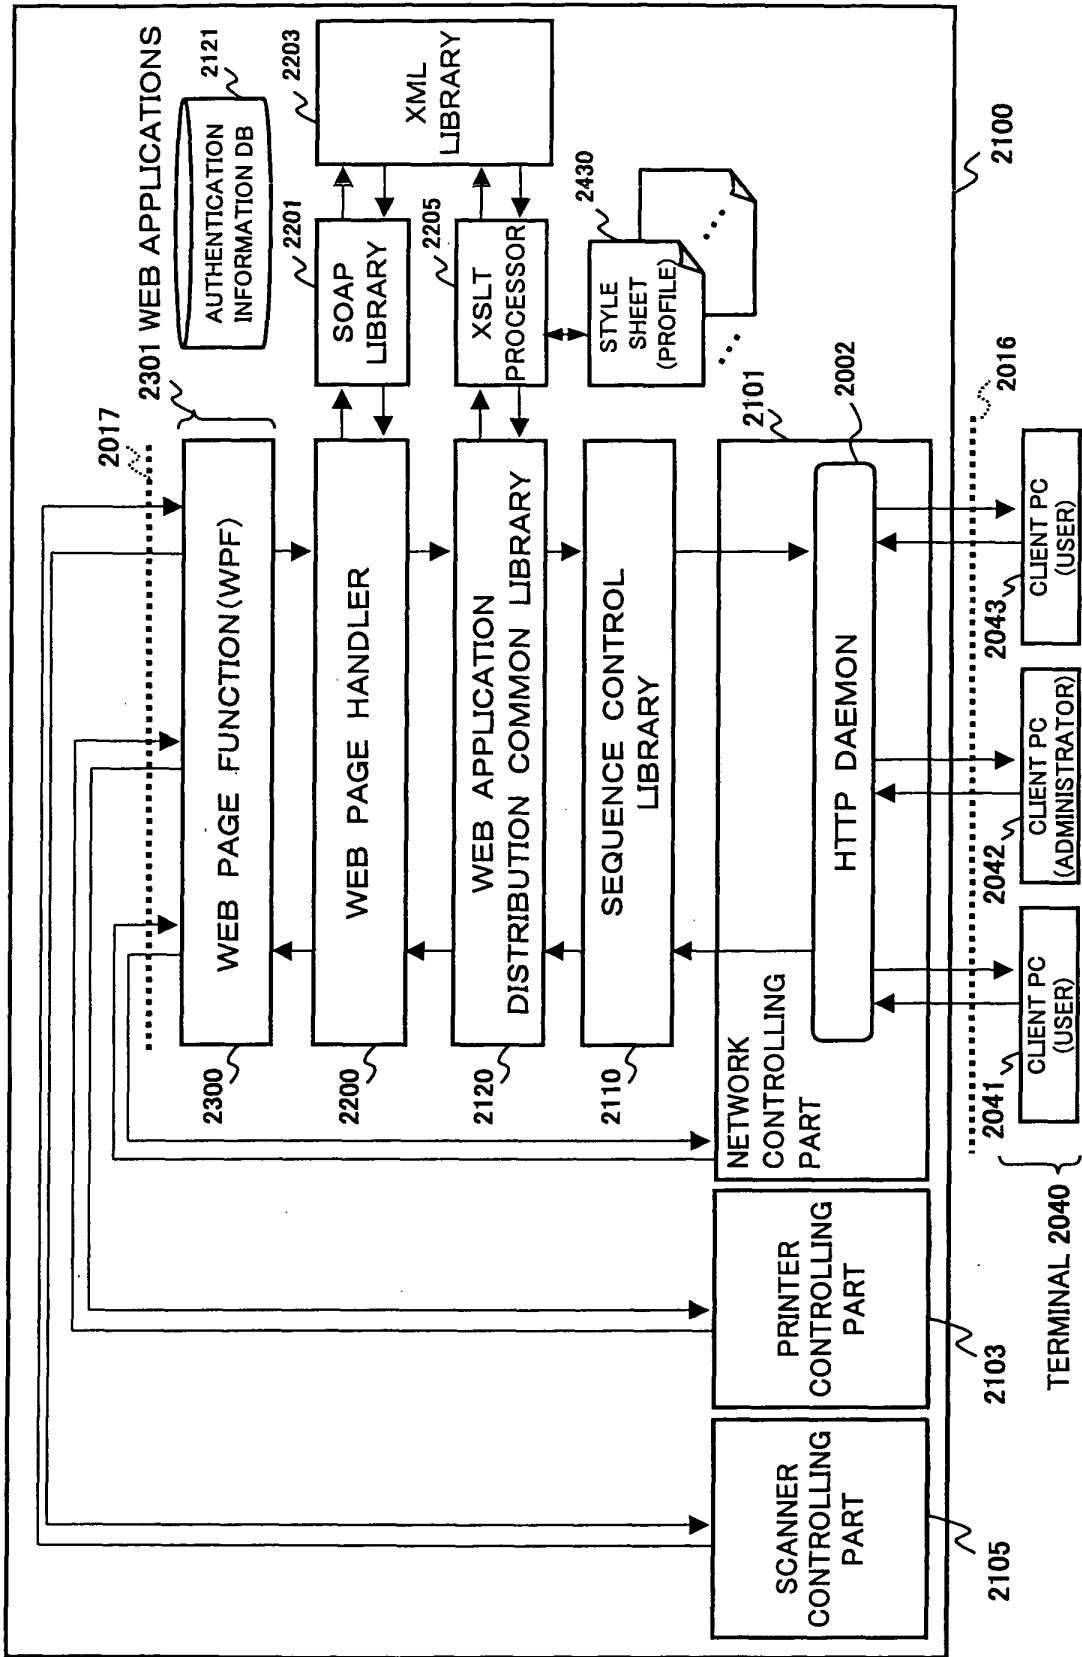 2301 WEB APPLICATIONS
2017
2121
AUTHENTICATION
INFORMATION DB
2300
WEB PAGE FUNCTION(WPF)
2200
WEB PAGE HANDLER
2201
SOAP
LIBRARY
2203
XML
LIBRARY
2120
WEB APPLICATION
DISTRIBUTION COMMON LIBRARY
2205
XSLT
PROCESSOR
2110
SEQUENCE CONTROL
LIBRARY
2430
STYLE
SHEET
(PROFILE)
SCANNER
CONTROLLING
PART
2105
PRINTER
CONTROLLING
PART
2103
NETWORK
CONTROLLING
PART
HTTP DAEMON
2101
2002
2016
2100
TERMINAL 2040
2041
CLIENT PC
(USER)
2042
CLIENT PC
(ADMINISTRATOR)
2043
CLIENT PC
(USER)